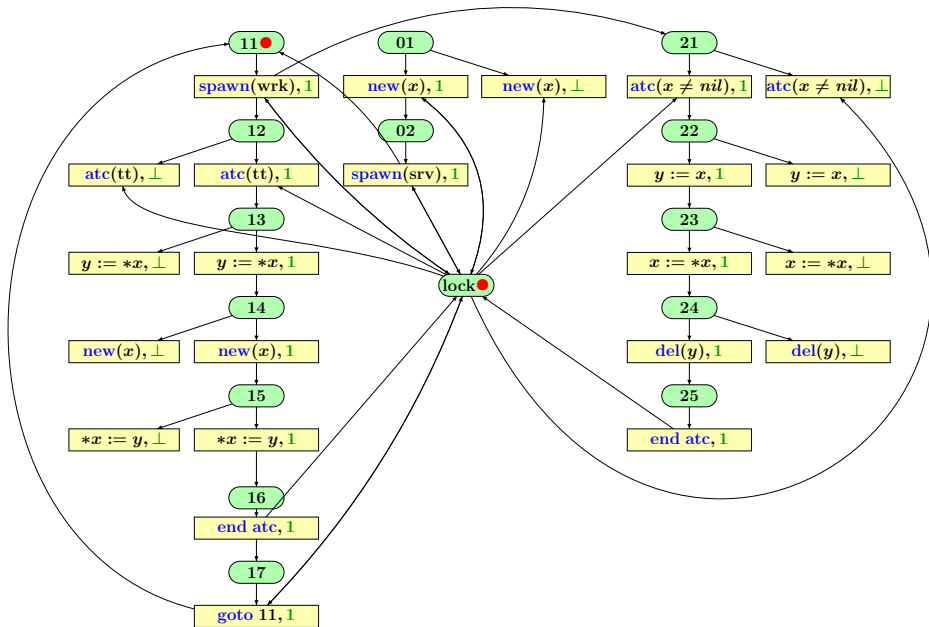 11 01 21
spawn(wrk), 1 new(x), 1 new(x), ⊥ atc(x ≠ nil), 1 atc(x ≠ nil), ⊥
12 02 22
atc(tt), ⊥ atc(tt), 1 spawn(srv), 1 y := x, 1 y := x, ⊥
13 23
y := *x, ⊥ y := *x, 1 x := *x, 1 x := *x, ⊥
lock
14 24
new(x), ⊥ new(x), 1 del(y), 1 del(y), ⊥
15 25
*x := y, ⊥ *x := y, 1 end atc, 1
16
end atc, 1
17
goto 11, 1